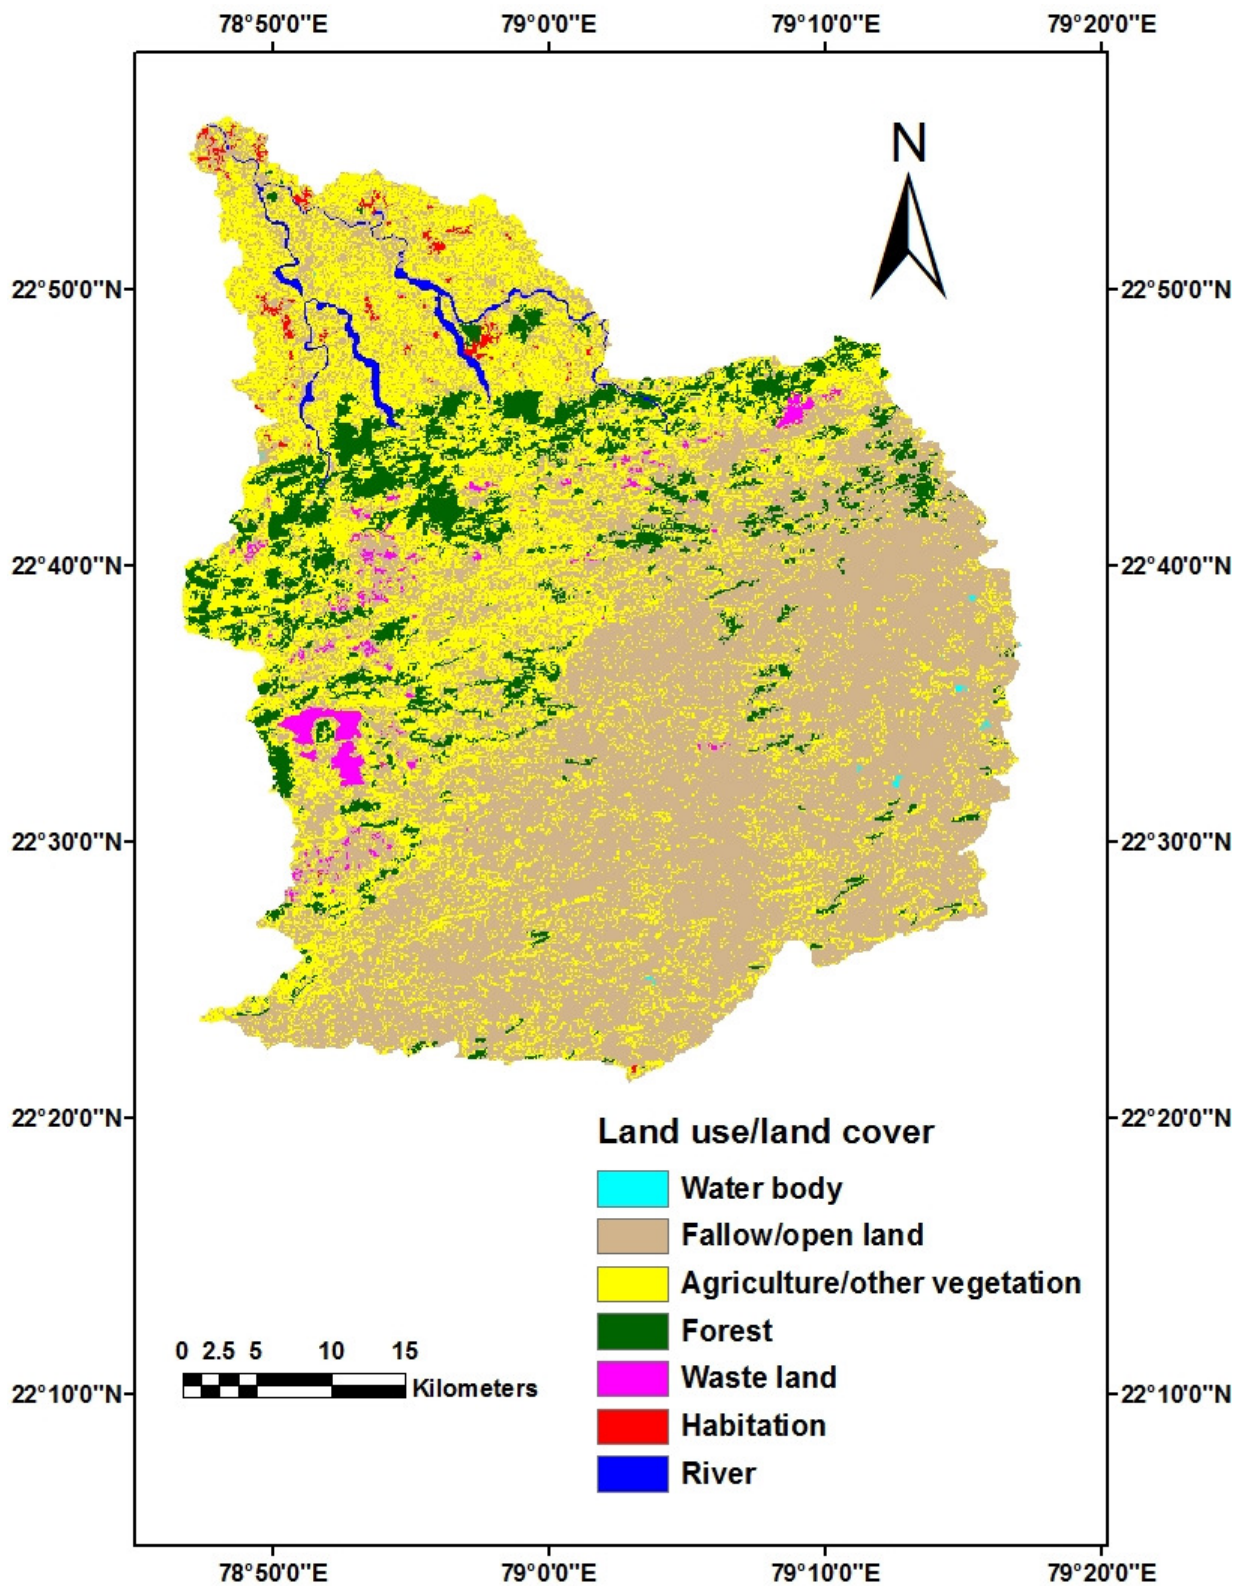 78°50'0"E 79°0'0"E 79°10'0"E 79°20'0"E
N
22°50'0"N 22°50'0"N
22°40'0"N 22°40'0"N
22°30'0"N 22°30'0"N
22°20'0"N 22°20'0"N
Land use/land cover
Water body
Fallow/open land
Agriculture/other vegetation
Forest
Waste land
Habitation
River
0 2.5 5 10 15
Kilometers
22°10'0"N 22°10'0"N
78°50'0"E 79°0'0"E 79°10'0"E 79°20'0"E